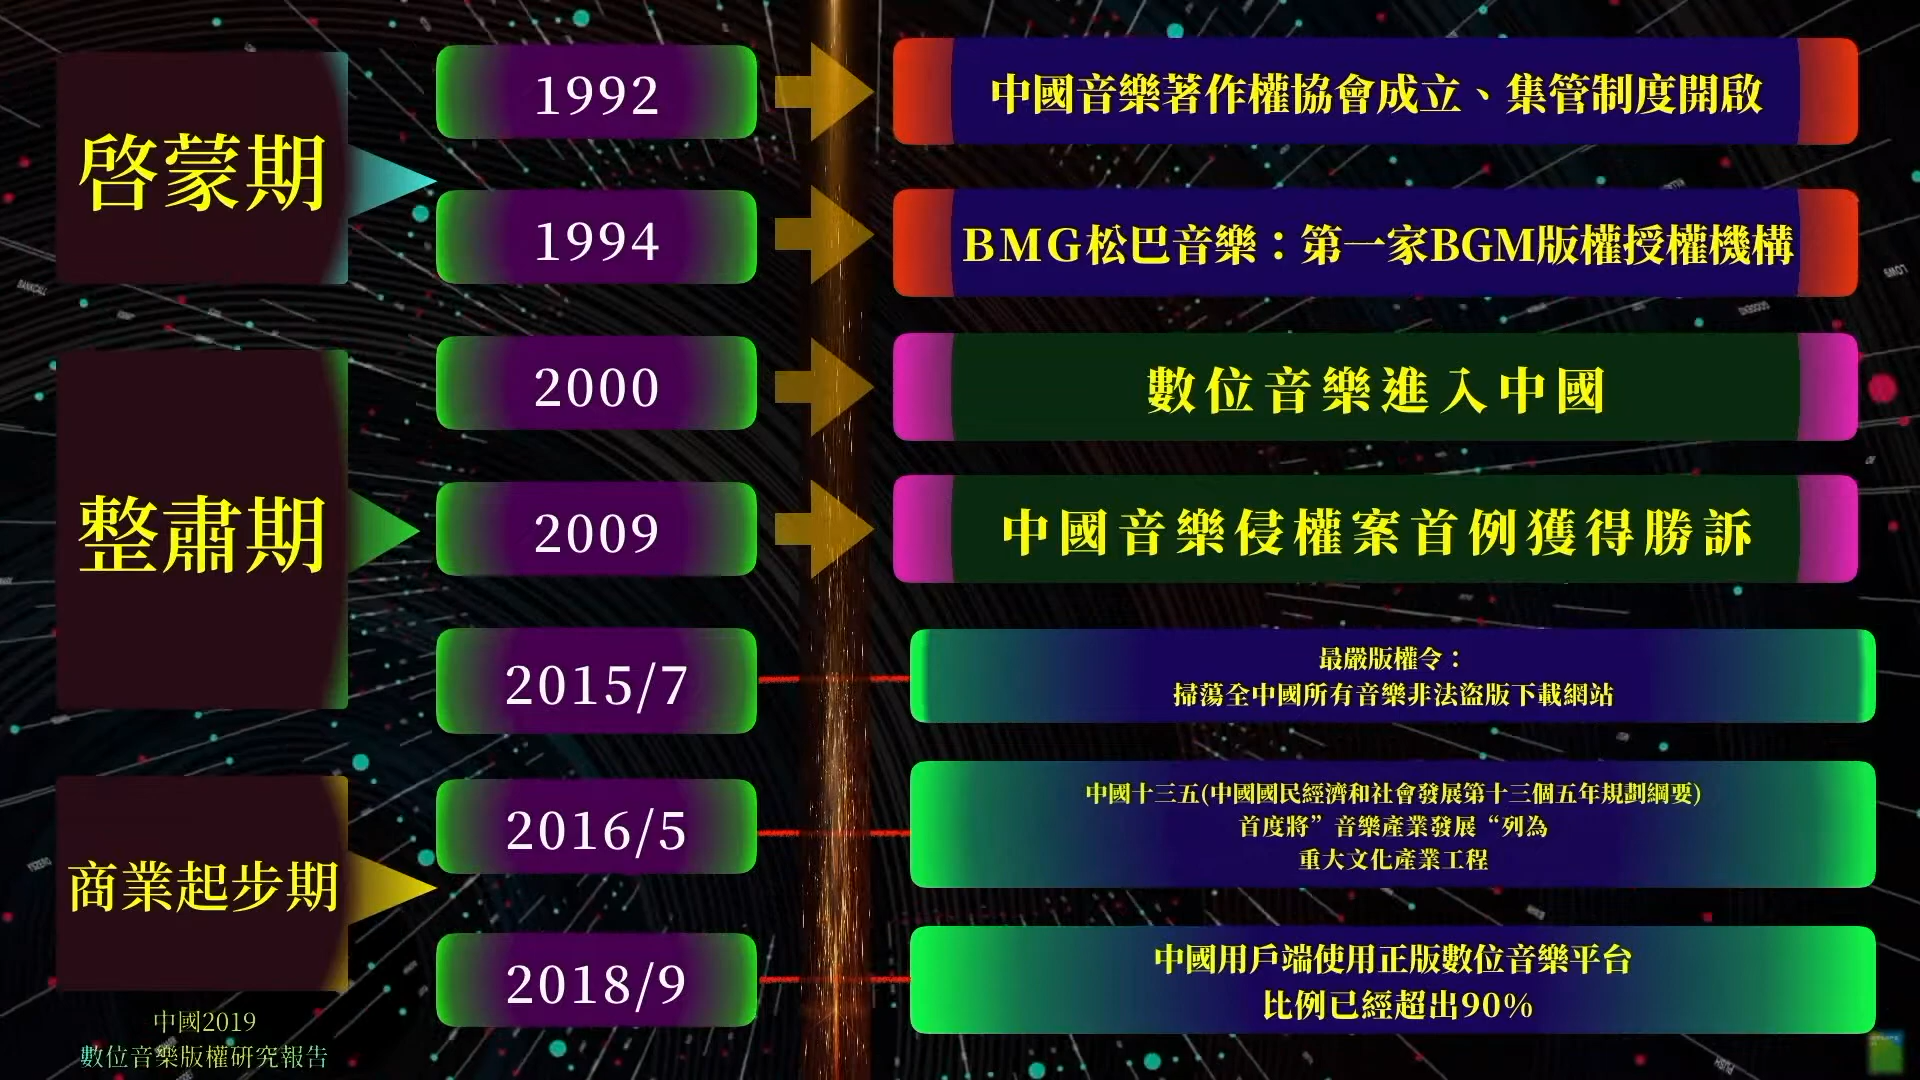 啓蒙期
1992
中國音樂著作權協會成立、集管制度開啟
1994
BMG松巴音樂：第一家BGM版權授權機構
整肅期
2000
數位音樂進入中國
2009
中國音樂侵權案首例獲得勝訴
2015/7
最嚴版權令：
掃蕩全中國所有音樂非法盜版下載網站
商業起步期
2016/5
中國十三五(中國國民經濟和社會發展第十三個五年規劃綱要)
首度將”音樂產業發展“列為
重大文化產業工程
2018/9
中國用戶端使用正版數位音樂平台
比例已經超出90%
中國2019
數位音樂版權研究報告